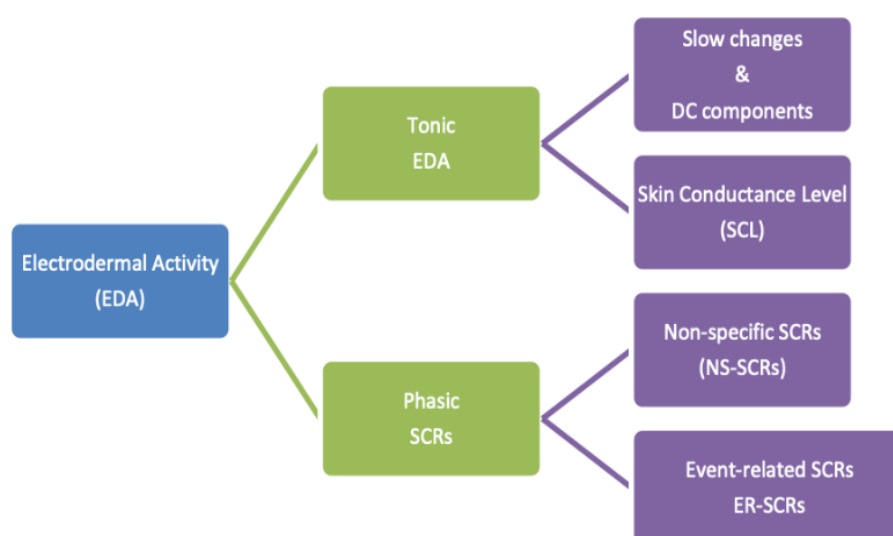 Electrodermal Activity
(EDA)
Tonic
EDA
Slow changes
&
DC components
Skin Conductance Level
(SCL)
Phasic
SCRs
Non-specific SCRs
(NS-SCRs)
Event-related SCRs
ER-SCRs